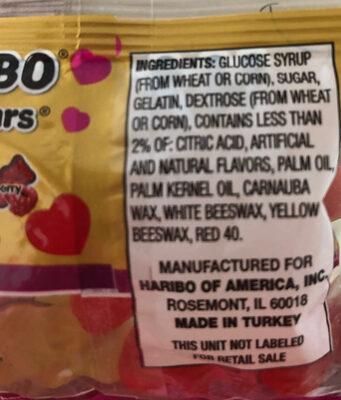 BO®
ars®
rry
INGREDIENTS: GLUCOSE SYRUP
(FROM WHEAT OR CORN), SUGAR,
GELATIN, DEXTROSE (FROM WHEAT
OR CORN), CONTAINS LESS THAN
2% OF: CITRIC ACID, ARTIFICIAL
AND NATURAL FLAVORS, PALM OIL,
PALM KERNEL OIL, CARNAUBA
WAX, WHITE BEESWAX, YELLOW
BEESWAX, RED 40.
MANUFACTURED FOR
HARIBO OF AMERICA, INC.
ROSEMONT, IL 60018
MADE IN TURKEY
THIS UNIT NOT LABELED
FOR RETAIL SALE